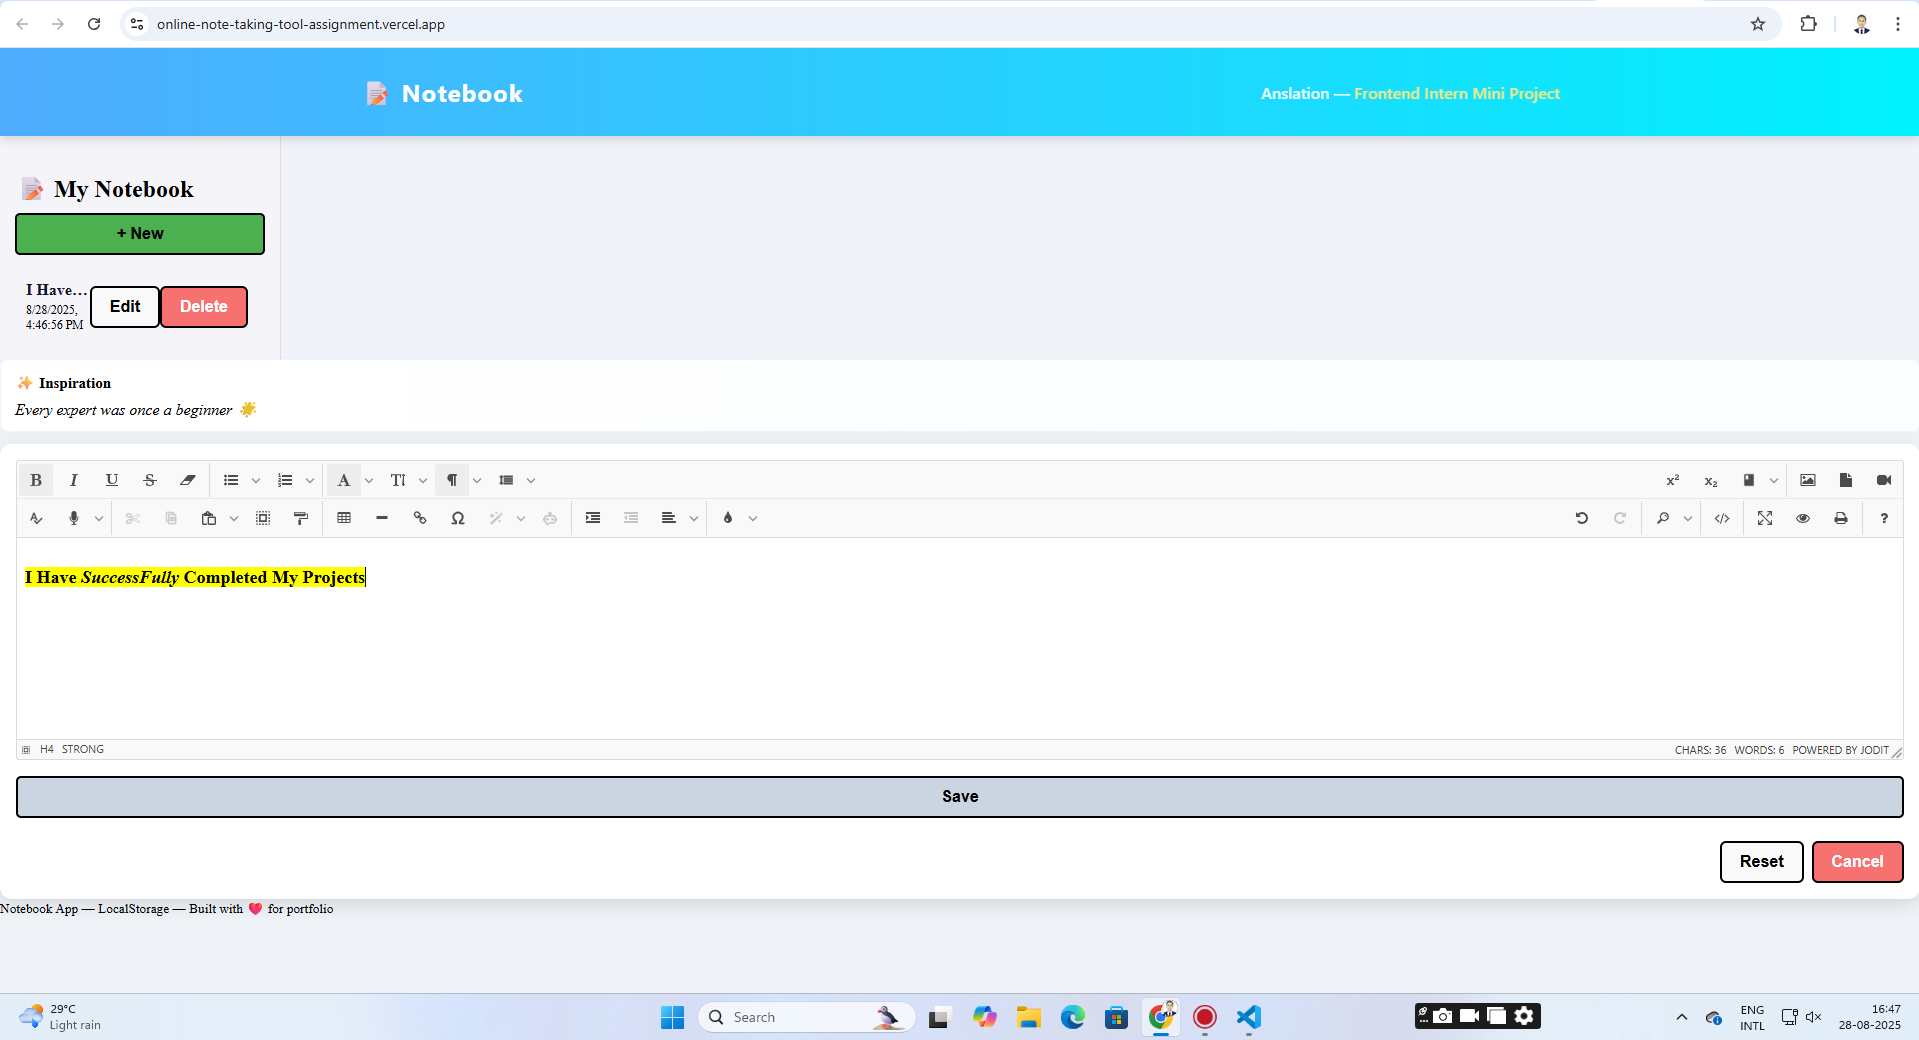 online-note-taking-tool-assignment.vercel.app
📝 Notebook
Anslation — Frontend Intern Mini Project
📝 My Notebook
+ New
I Have...
8/28/2025,
4:46:56 PM
Edit
Delete
✨ Inspiration
Every expert was once a beginner 🌟
I Have SuccessFully Completed My Projects
H4 STRONG
CHARS: 36 WORDS: 6 POWERED BY JODIT
Save
Reset
Cancel
Notebook App — LocalStorage — Built with ❤️ for portfolio
29°C
Light rain
Search
ENG
INTL
16:47
28-08-2025